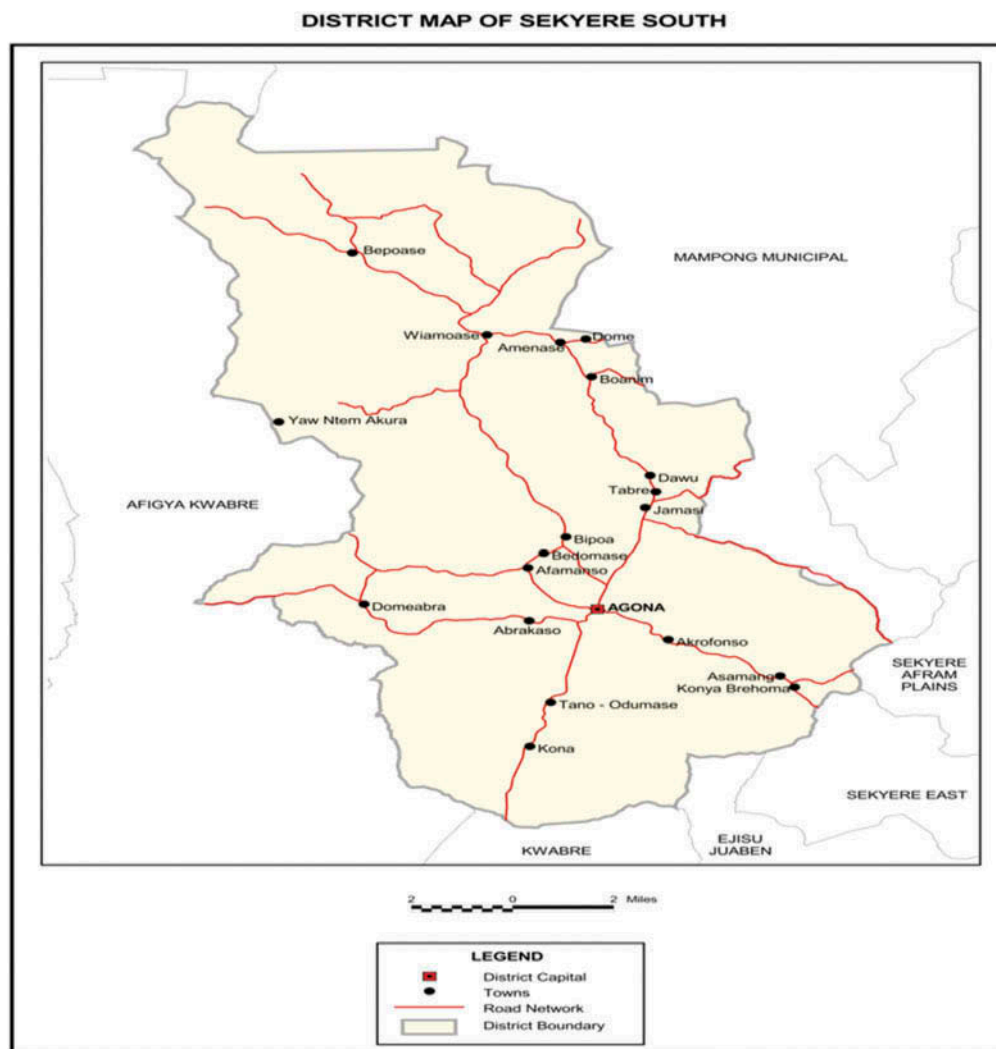 DISTRICT MAP OF SEKYERE SOUTH
Bepoase
MAMPONG MUNICIPAL
Wiamoase
Dome
Amenase
Boanim
Yaw Ntem Akura
Dawu
Tabre
AFIGYA KWABRE
Jamasi
Bipoa
Bedomase
Afamanso
Domeabra
AGONA
Abrakaso
Akrofonso
SEKYERE
AFRAM
PLAINS
Asamang
Konya Brehoma
Tano - Odumase
Kona
SEKYERE EAST
KWABRE
EJISU
JUABEN
2 0 2 Miles
LEGEND
District Capital
Towns
Road Network
District Boundary